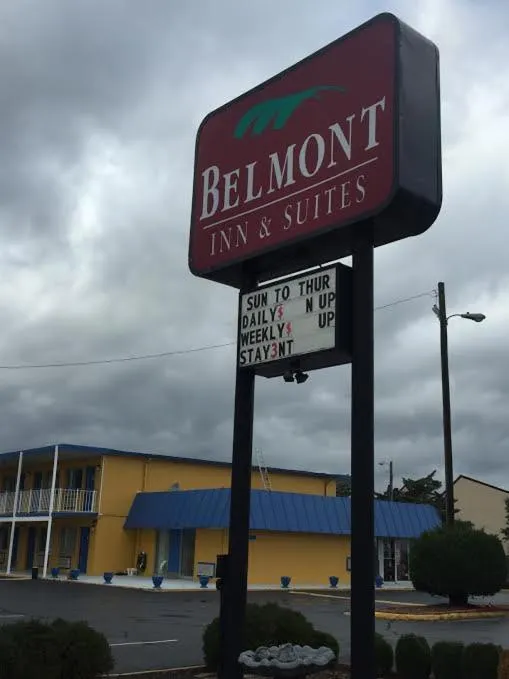 BELMONT
INN & SUITES
SUN TO THUR
DAILY$ N UP
WEEKLY$ UP
STAY3NT